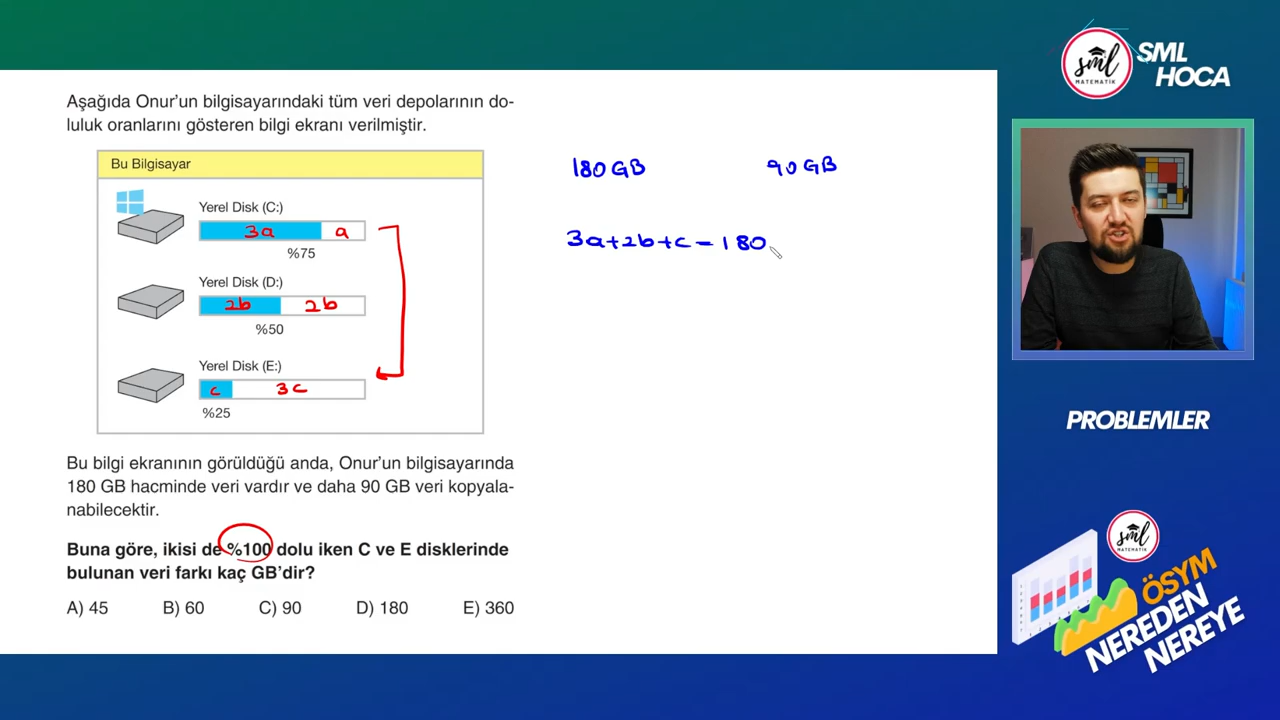 Aşağıda Onur'un bilgisayarındaki tüm veri depolarının do-
luluk oranlarını gösteren bilgi ekranı verilmiştir.
Bu Bilgisayar
Yerel Disk (C:)
3a a
%75
Yerel Disk (D:)
2b 2b
%50
Yerel Disk (E:)
c 3c
%25
Bu bilgi ekranının görüldüğü anda, Onur'un bilgisayarında
180 GB hacminde veri vardır ve daha 90 GB veri kopyala-
nabilecektir.
Buna göre, ikisi de %100 dolu iken C ve E disklerinde
bulunan veri farkı kaç GB'dir?
A) 45 B) 60 C) 90 D) 180 E) 360
180 GB 90 GB
3a+2b+c=180
sml
MATEMATİK
SML
HOCA
PROBLEMLER
sml
MATEMATİK
ÖSYM
NEREDEN
NEREYE